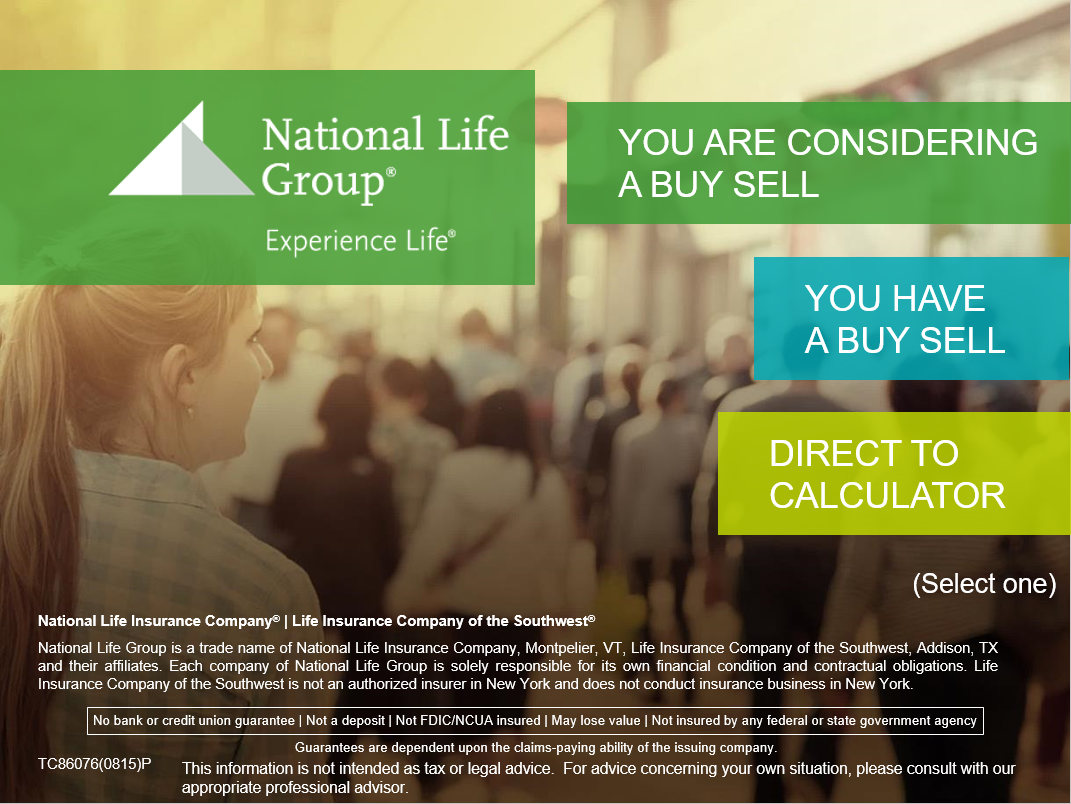 National Life
Group®
Experience Life®
YOU ARE CONSIDERING
A BUY SELL
YOU HAVE
A BUY SELL
DIRECT TO
CALCULATOR
(Select one)
National Life Insurance Company® | Life Insurance Company of the Southwest®
National Life Group is a trade name of National Life Insurance Company, Montpelier, VT, Life Insurance Company of the Southwest, Addison, TX
and their affiliates. Each company of National Life Group is solely responsible for its own financial condition and contractual obligations. Life
Insurance Company of the Southwest is not an authorized insurer in New York and does not conduct insurance business in New York.
No bank or credit union guarantee | Not a deposit | Not FDIC/NCUA insured | May lose value | Not insured by any federal or state government agency
Guarantees are dependent upon the claims-paying ability of the issuing company.
TC86076(0815)P
This information is not intended as tax or legal advice. For advice concerning your own situation, please consult with our
appropriate professional advisor.